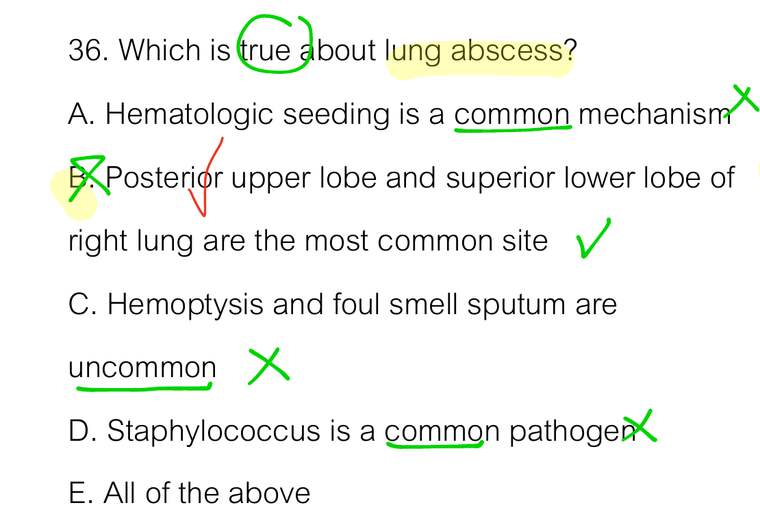 36. Which is true about lung abscess?
A. Hematologic seeding is a common mechanism
B. Posterior upper lobe and superior lower lobe of
right lung are the most common site
C. Hemoptysis and foul smell sputum are
uncommon
D. Staphylococcus is a common pathogen
E. All of the above